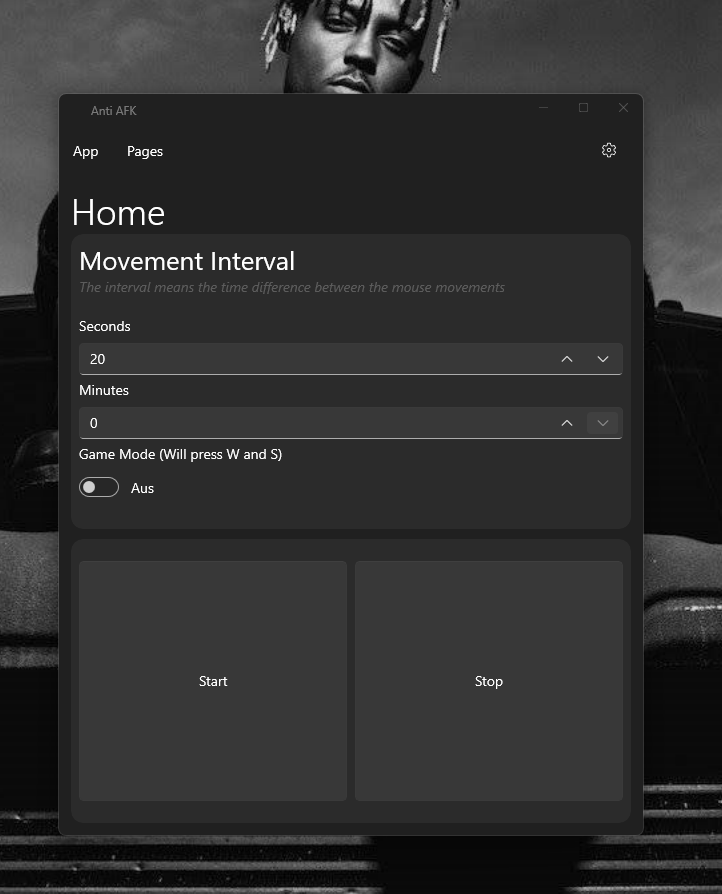 Anti AFK
App Pages
Home
Movement Interval
The interval means the time difference between the mouse movements
Seconds
20
Minutes
0
Game Mode (Will press W and S)
Aus
Start Stop